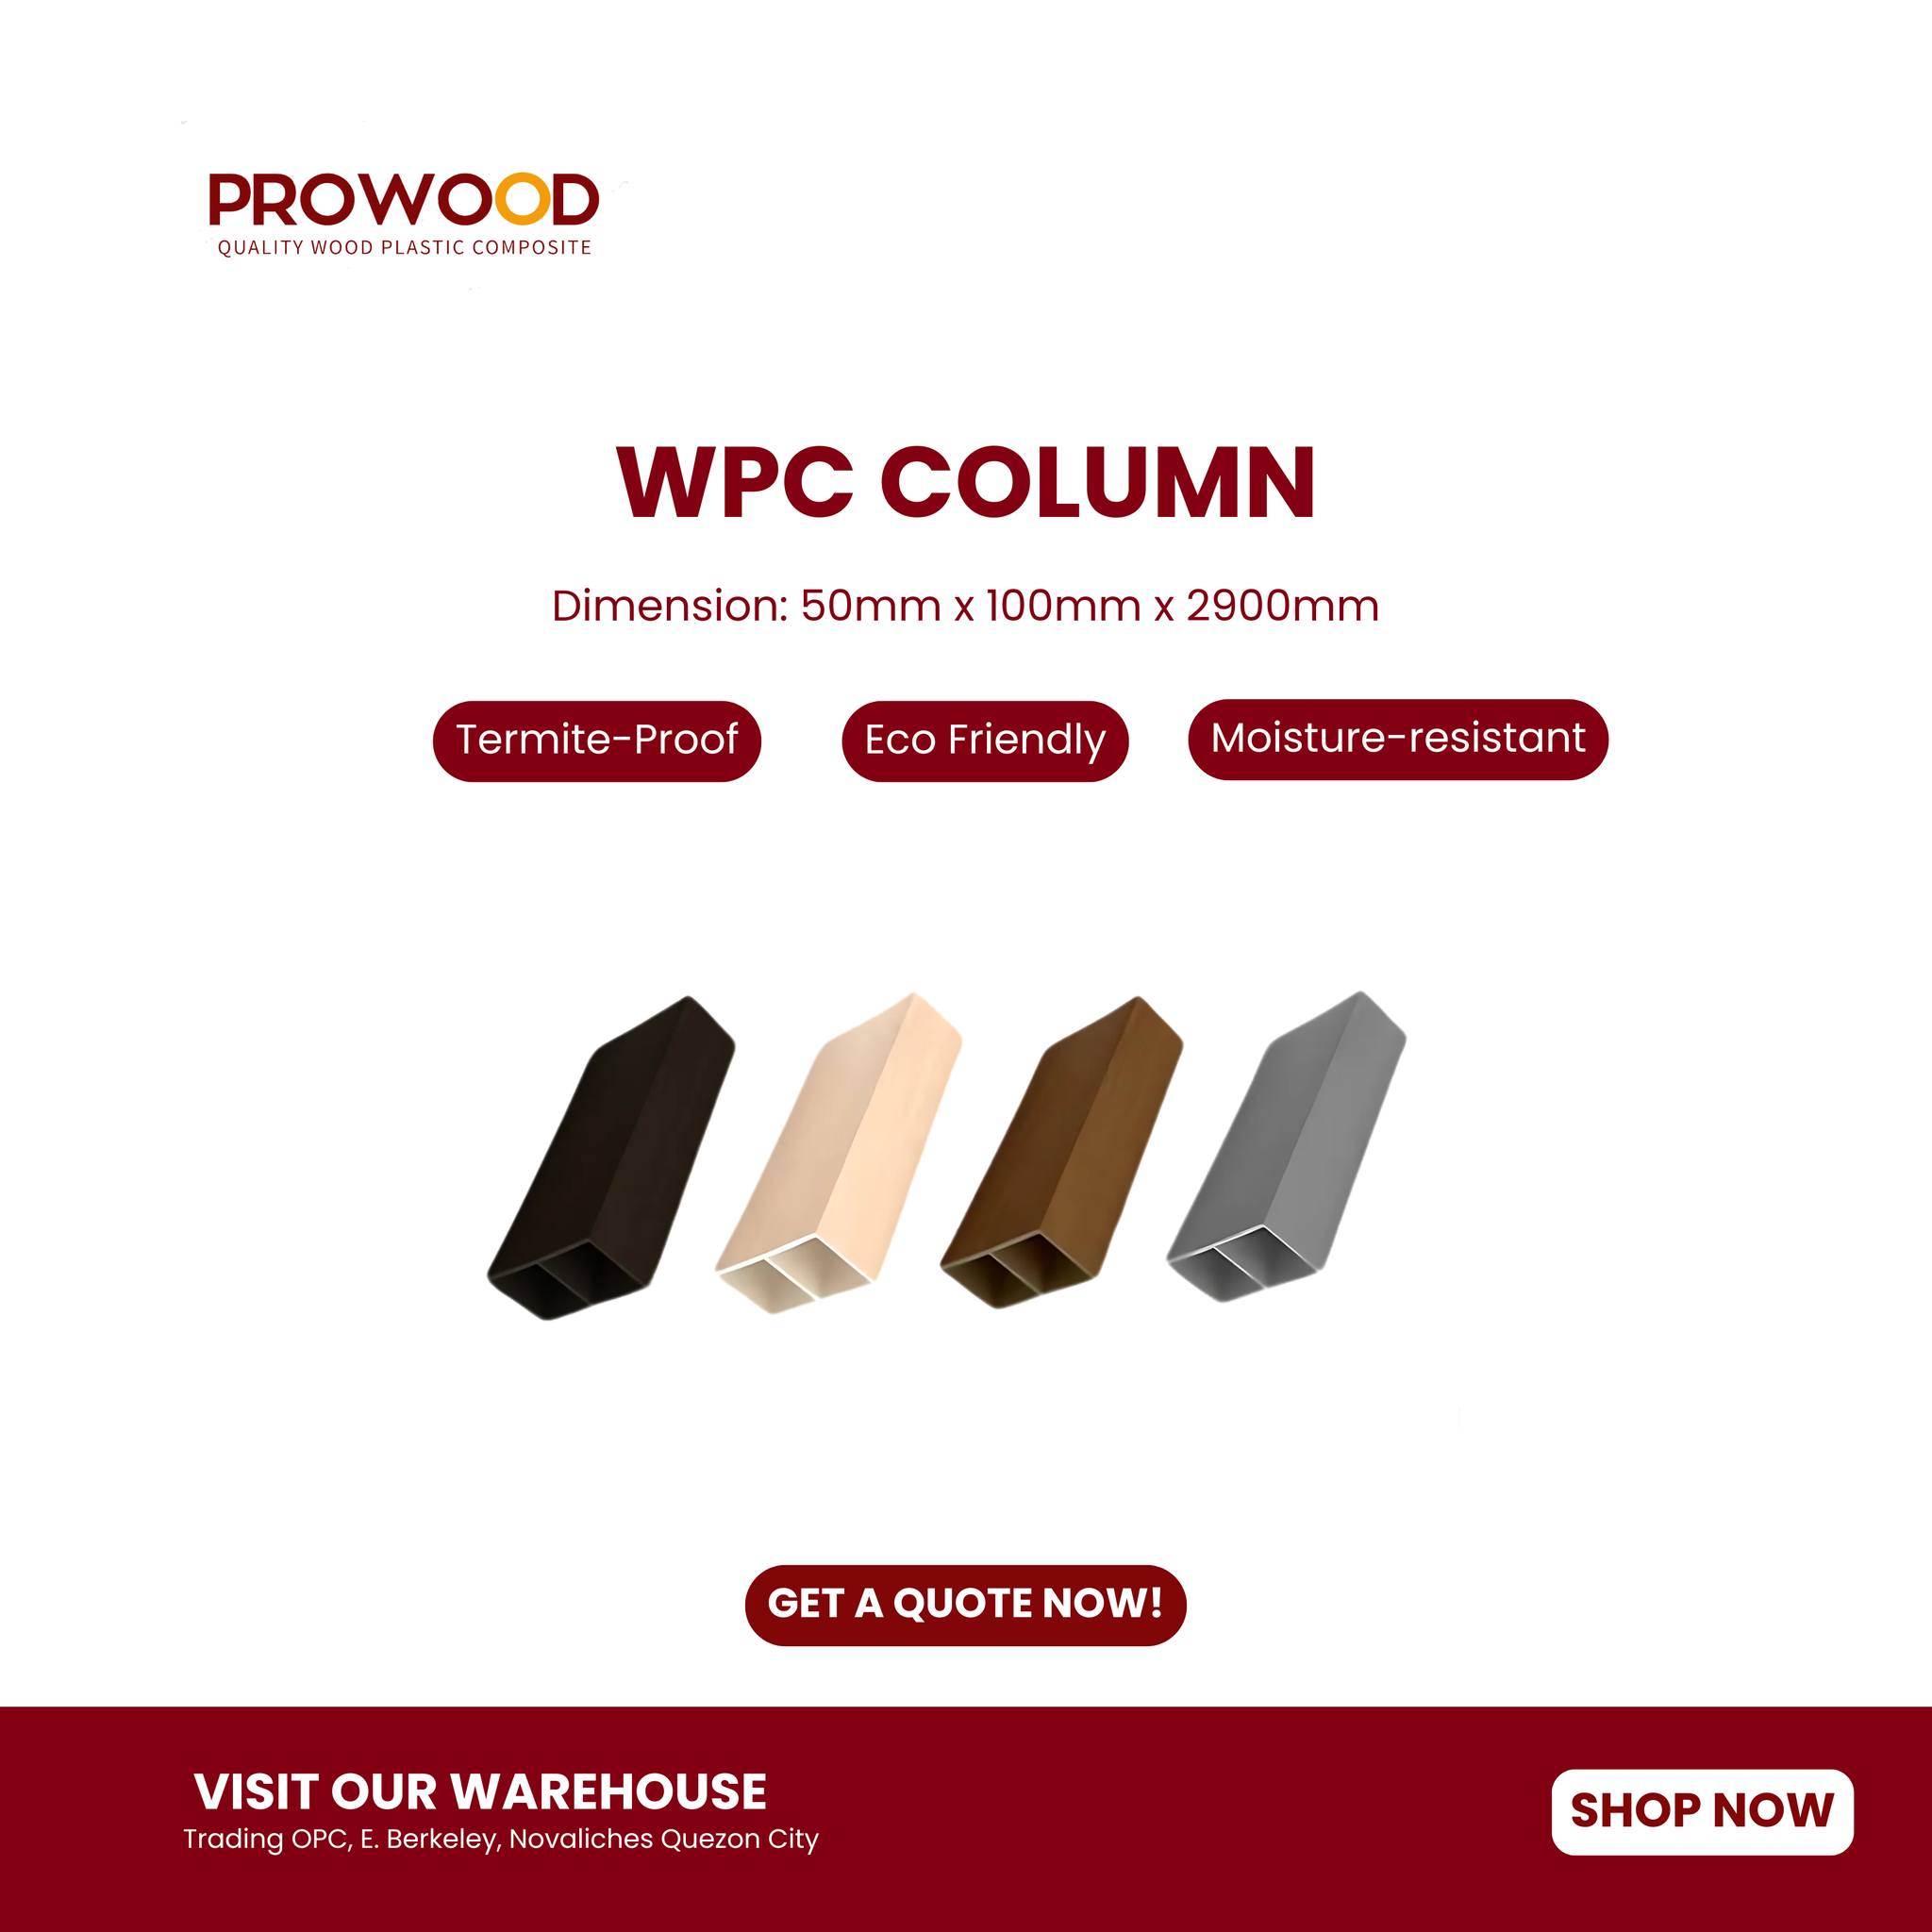 PROWOOD
QUALITY WOOD PLASTIC COMPOSITE
WPC COLUMN
Dimension: 50mm x 100mm x 2900mm
Termite-Proof
Eco Friendly
Moisture-resistant
GET A QUOTE NOW!
VISIT OUR WAREHOUSE
Trading OPC, E. Berkeley, Novaliches Quezon City
SHOP NOW